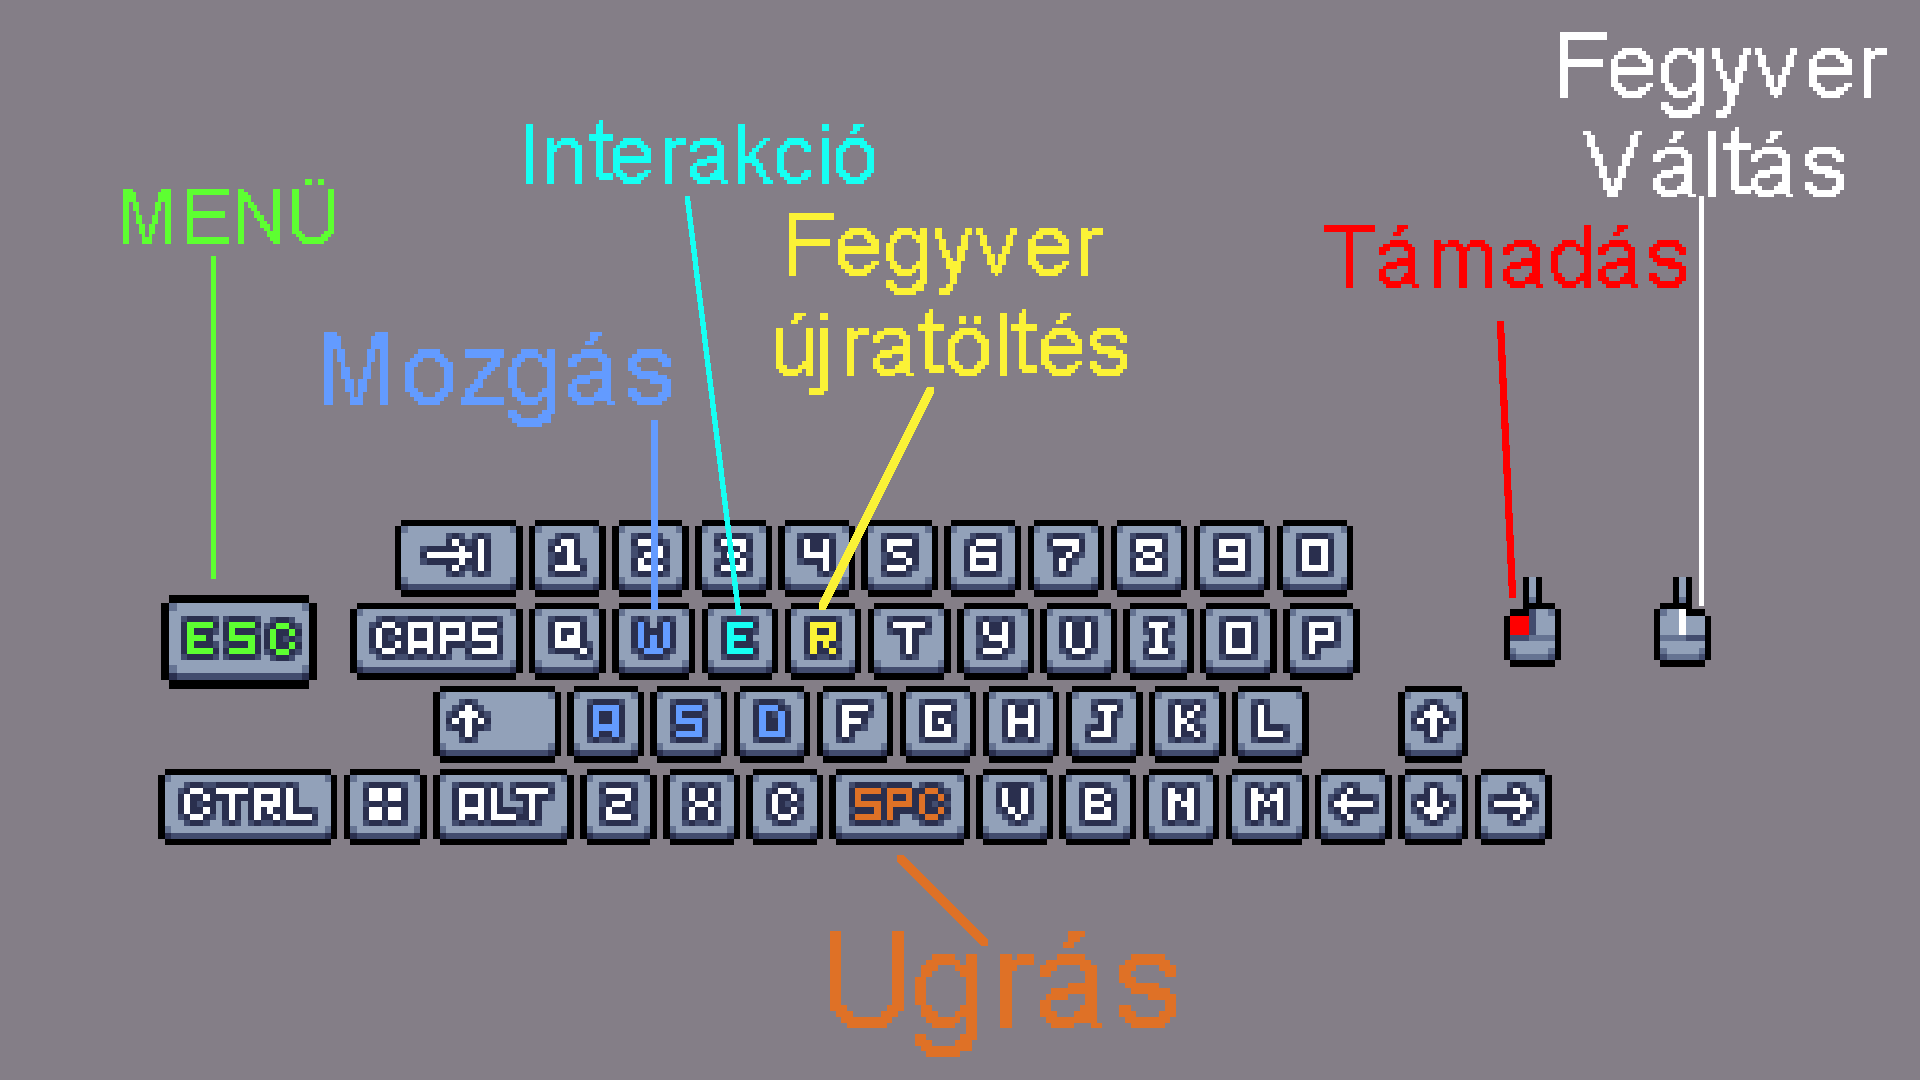 Fegyver
Váltás
Interakció
MENÜ
Fegyver
újratöltés
Támadás
Mozgás
1 2 3 4 5 6 7 8 9 0
ESC CAPS Q W E R T Y U I O P
A S D F G H J K L
CTRL ALT Z X C SPC V B N M
Ugrás